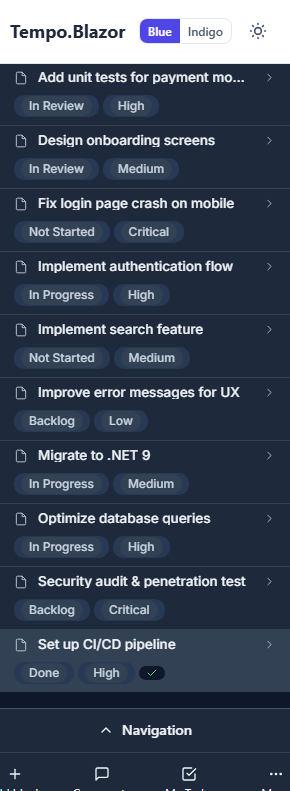 Tempo.Blazor
Blue Indigo
Add unit tests for payment mo...
In Review High
Design onboarding screens
In Review Medium
Fix login page crash on mobile
Not Started Critical
Implement authentication flow
In Progress High
Implement search feature
Not Started Medium
Improve error messages for UX
Backlog Low
Migrate to .NET 9
In Progress Medium
Optimize database queries
In Progress High
Security audit & penetration test
Backlog Critical
Set up CI/CD pipeline
Done High
Navigation